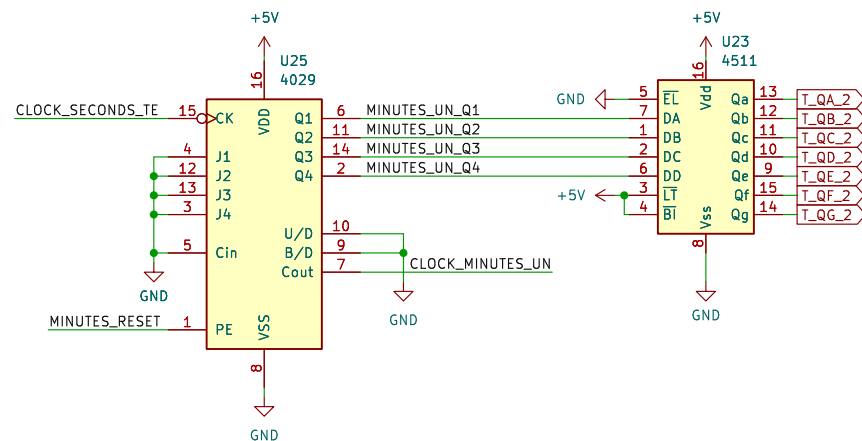 +5V
U25
4029
16
VDD
CLOCK_SECONDS_TE
15
CK
4
J1
12
J2
13
J3
3
J4
5
Cin
GND
MINUTES_RESET
1
PE
VSS
8
GND
Q1
6
MINUTES_UN_Q1
Q2
11
MINUTES_UN_Q2
Q3
14
MINUTES_UN_Q3
Q4
2
MINUTES_UN_Q4
U/D
10
B/D
9
Cout
7
CLOCK_MINUTES_UN
GND
+5V
U23
4511
16
Vdd
GND
5
EL
7
DA
1
DB
2
DC
6
DD
+5V
3
LT
4
BI
Vss
8
GND
Qa
13
T_QA_2
Qb
12
T_QB_2
Qc
11
T_QC_2
Qd
10
T_QD_2
Qe
9
T_QE_2
Qf
15
T_QF_2
Qg
14
T_QG_2